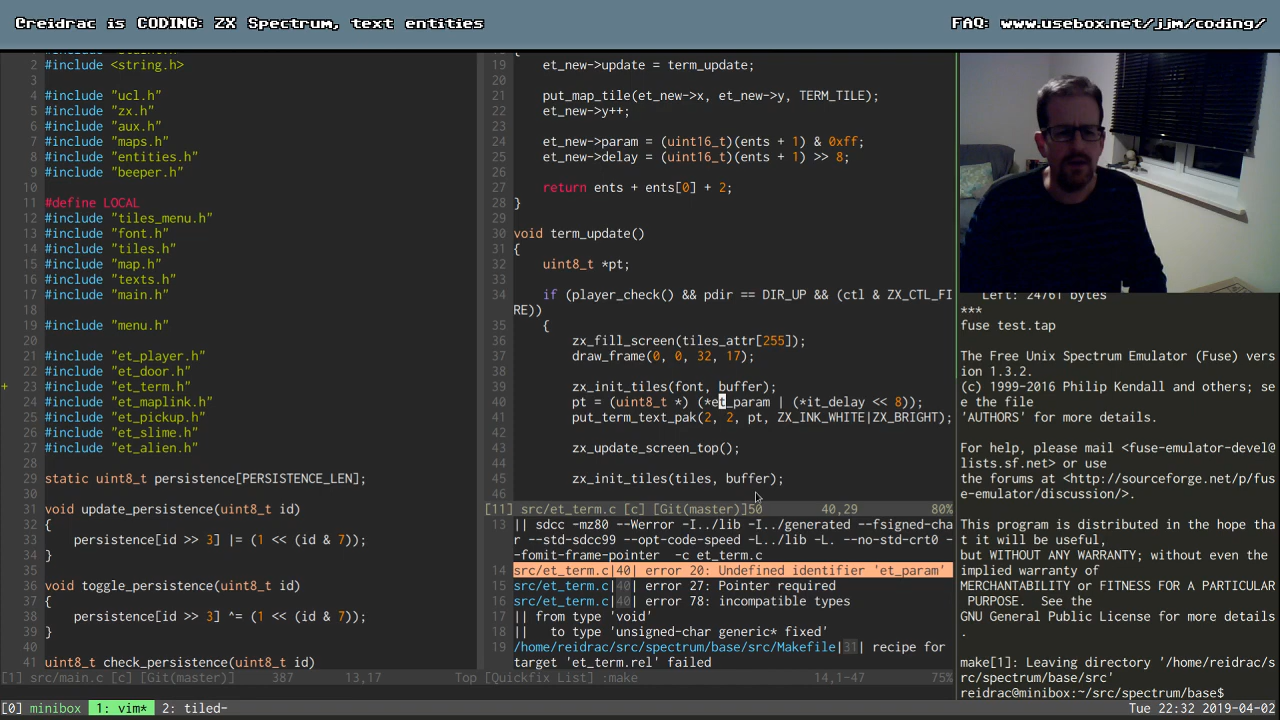 Creidrac is CODING: ZX Spectrum, text entities
FAQ: www.usebox.net/jjm/coding/
2 #include <string.h>
3
4 #include "ucl.h"
5 #include "zx.h"
6 #include "aux.h"
7 #include "maps.h"
8 #include "entities.h"
9 #include "beeper.h"
10
11 #define LOCAL
12 #include "tiles_menu.h"
13 #include "font.h"
14 #include "tiles.h"
15 #include "map.h"
16 #include "texts.h"
17 #include "main.h"
18
19 #include "menu.h"
20
21 #include "et_player.h"
22 #include "et_door.h"
+ 23 #include "et_term.h"
24 #include "et_maplink.h"
25 #include "et_pickup.h"
26 #include "et_slime.h"
27 #include "et_alien.h"
28
29 static uint8_t persistence[PERSISTENCE_LEN];
30
31 void update_persistence(uint8_t id)
32 {
33     persistence[id >> 3] |= (1 << (id & 7));
34 }
35
36 void toggle_persistence(uint8_t id)
37 {
38     persistence[id >> 3] ^= (1 << (id & 7));
39 }
40
41 uint8_t check_persistence(uint8_t id)
[1] src/main.c [c] [Git(master)] 387 13,17 Top
19     et_new->update = term_update;
20
21     put_map_tile(et_new->x, et_new->y, TERM_TILE);
22     et_new->y++;
23
24     et_new->param = (uint16_t)(ents + 1) & 0xff;
25     et_new->delay = (uint16_t)(ents + 1) >> 8;
26
27     return ents + ents[0] + 2;
28 }
29
30 void term_update()
31 {
32     uint8_t *pt;
33
34     if (player_check() && pdir == DIR_UP && (ctl & ZX_CTL_FI
RE))
35     {
36         zx_fill_screen(tiles_attr[255]);
37         draw_frame(0, 0, 32, 17);
38
39         zx_init_tiles(font, buffer);
40         pt = (uint8_t *) (*et_param | (*it_delay << 8));
41         put_term_text_pak(2, 2, pt, ZX_INK_WHITE|ZX_BRIGHT);
42
43         zx_update_screen_top();
44
45         zx_init_tiles(tiles, buffer);
46
[11] src/et_term.c [c] [Git(master)]50 40,29 80%
13 || sdcc -mz80 --Werror -I../lib -I../generated --fsigned-cha
r --std-sdcc99 --opt-code-speed -L../lib -L. --no-std-crt0 -
-fomit-frame-pointer  -c et_term.c
14 src/et_term.c|40| error 20: Undefined identifier 'et_param'
15 src/et_term.c|40| error 27: Pointer required
16 src/et_term.c|40| error 78: incompatible types
17 || from type 'void'
18 ||    to type 'unsigned-char generic* fixed'
19 /home/reidrac/src/spectrum/base/src/Makefile|31| recipe for
target 'et_term.rel' failed
[Quickfix List] :make 14,1-47 75%
Left: 24761 bytes
***
fuse test.tap

The Free Unix Spectrum Emulator (Fuse) vers
ion 1.3.2.
(c) 1999-2016 Philip Kendall and others; se
e the file
'AUTHORS' for more details.

For help, please mail <fuse-emulator-devel@
lists.sf.net> or use
the forums at <http://sourceforge.net/p/fus
e-emulator/discussion/>.

This program is distributed in the hope tha
t it will be useful,
but WITHOUT ANY WARRANTY; without even the
implied warranty of
MERCHANTABILITY or FITNESS FOR A PARTICULAR
PURPOSE.  See the
GNU General Public License for more details
.

make[1]: Leaving directory '/home/reidrac/s
rc/spectrum/base/src'
reidrac@minibox:~/src/spectrum/base$
[0] minibox 1: vim* 2: tiled- Tue 22:32 2019-04-02